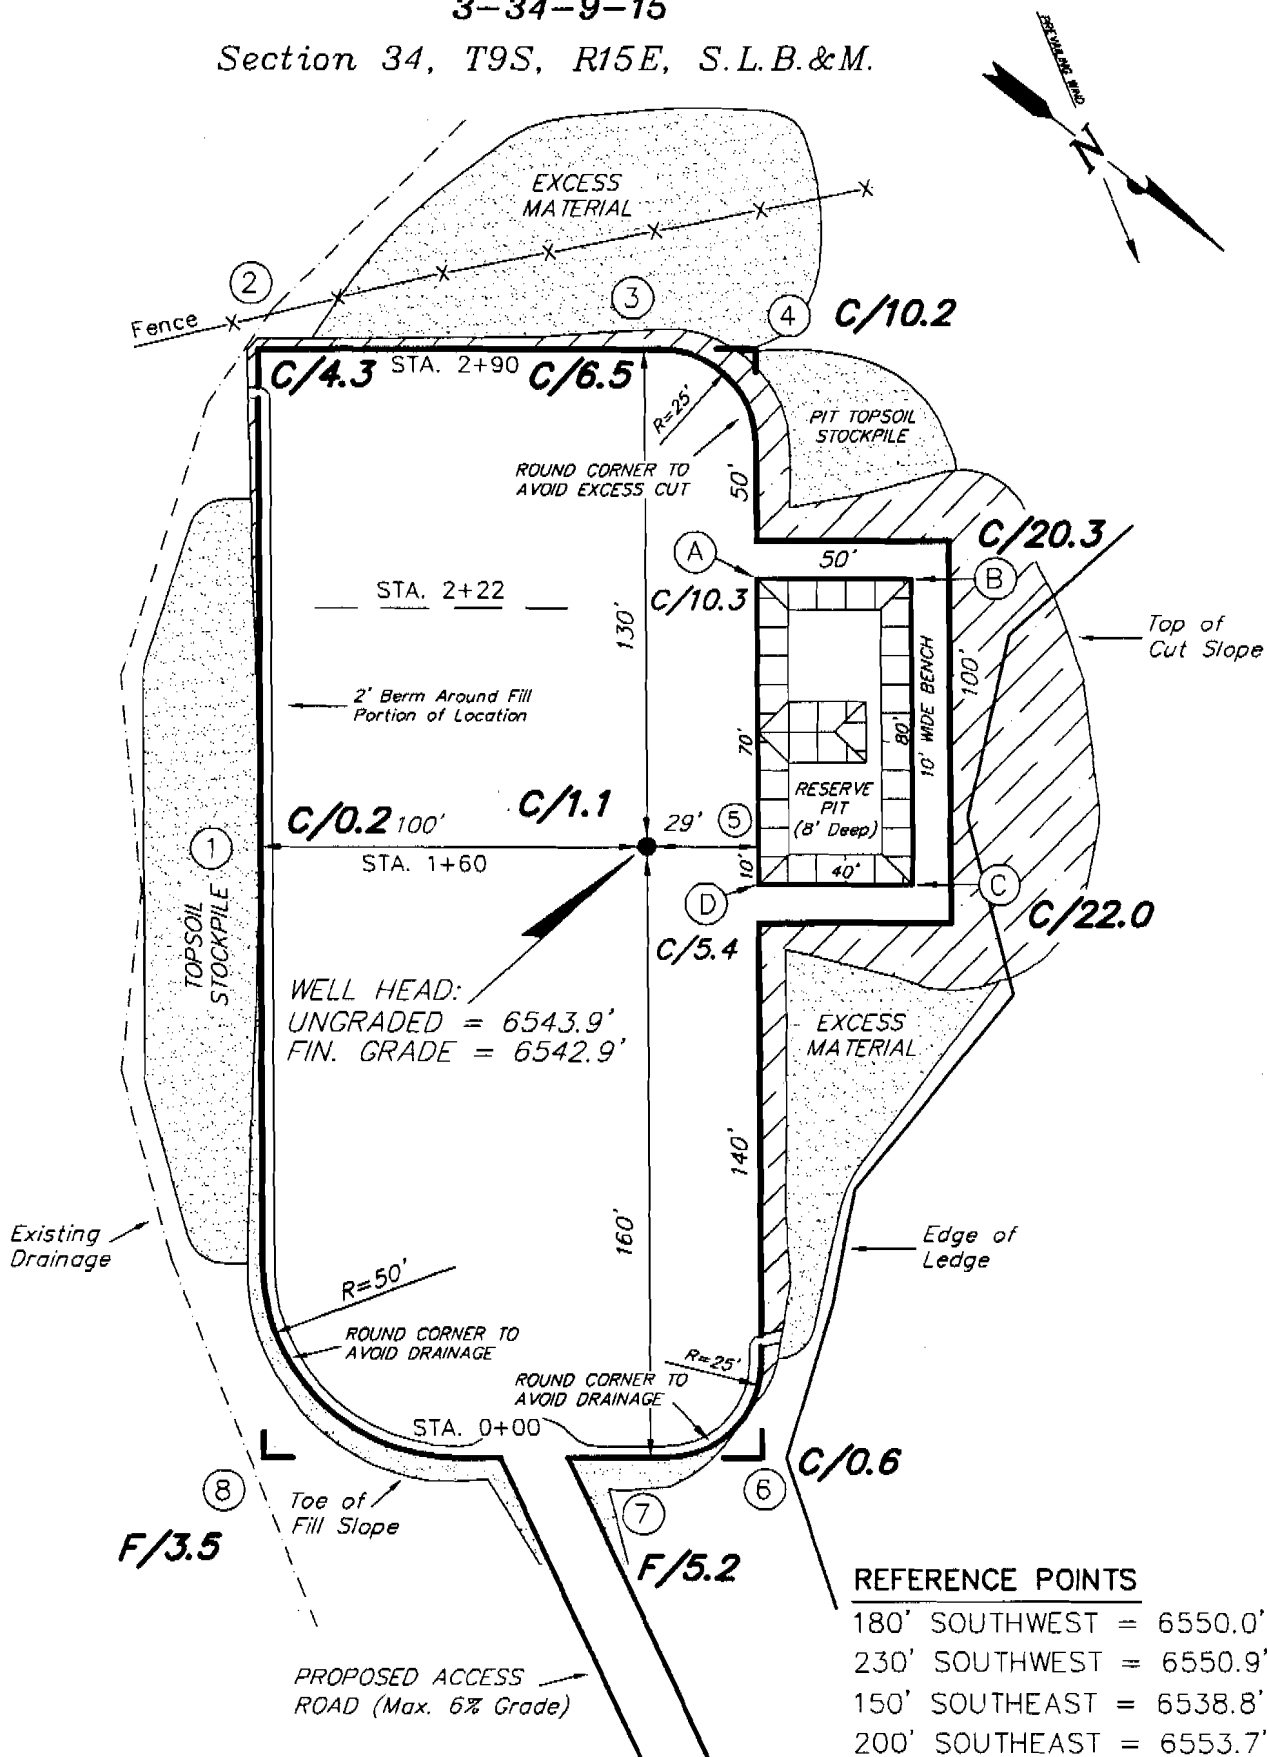 3-34-9-15
Section 34, T9S, R15E, S.L.B.&M.
PREVAILING WIND
N
EXCESS
MATERIAL
2
3
4
C/10.2
Fence
C/4.3
STA. 2+90
C/6.5
R=25'
PIT TOPSOIL
STOCKPILE
ROUND CORNER TO
AVOID EXCESS CUT
50'
C/20.3
A
50'
B
STA. 2+22
C/10.3
130'
Top of
Cut Slope
2' Berm Around Fill
Portion of Location
70'
80'
10' WIDE BENCH
100'
RESERVE
PIT
(8' Deep)
C/1.1
C/0.2
100'
29'
5
1
STA. 1+60
10'
40'
C
D
C/22.0
TOPSOIL
STOCKPILE
C/5.4
WELL HEAD:
UNGRADED = 6543.9'
FIN. GRADE = 6542.9'
EXCESS
MATERIAL
140'
160'
Existing
Drainage
Edge of
Ledge
R=50'
ROUND CORNER TO
AVOID DRAINAGE
R=25'
ROUND CORNER TO
AVOID DRAINAGE
STA. 0+00
C/0.6
8
Toe of
Fill Slope
7
6
F/3.5
F/5.2
REFERENCE POINTS
180' SOUTHWEST = 6550.0'
230' SOUTHWEST = 6550.9'
150' SOUTHEAST = 6538.8'
200' SOUTHEAST = 6553.7'
PROPOSED ACCESS
ROAD (Max. 6% Grade)